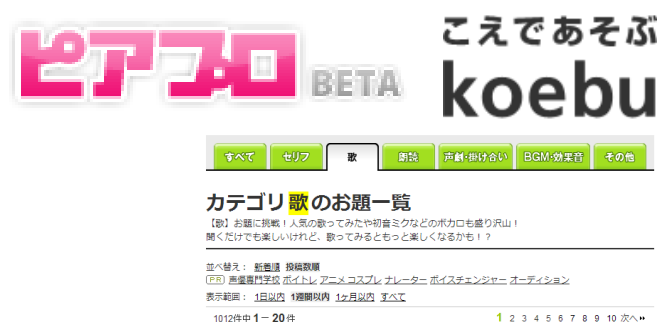 ピアプロ BETA
こえであそぶ
koebu
すべて セリフ 歌 朗読 声劇・掛け合い BGM・効果音 その他
カテゴリ歌のお題一覧
【歌】お題に挑戦！人気の歌ってみたや初音ミクなどのボカロも盛り沢山！
聞くだけでも楽しいけれど、歌ってみるともっと楽しくなるかも！？
並べ替え： 新着順 投稿数順
(PR) 声優専門学校 ボイトレ アニメ コスプレ ナレーター ボイスチェンジャー オーディション
表示範囲： 1日以内 1週間以内 1ヶ月以内 すべて
1012件中 1 － 20 件
1 2 3 4 5 6 7 8 9 10 次へ